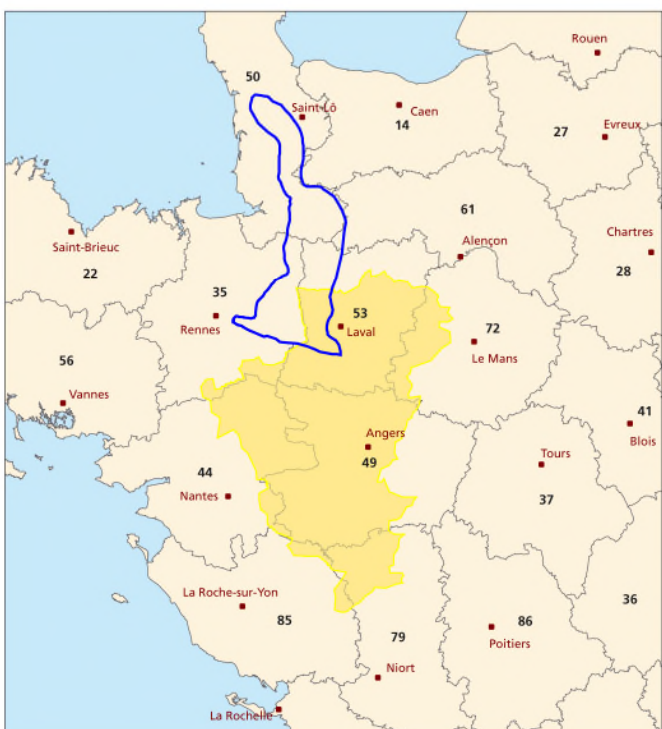 Rouen
50
Saint-Lô
Caen
14
27
Evreux
61
Saint-Brieuc
Alençon
Chartres
22
28
35
53
Rennes
Laval
72
Le Mans
56
Vannes
41
Blois
Angers
49
Tours
44
Nantes
37
La Roche-sur-Yon
85
79
86
Poitiers
36
Niort
La Rochelle